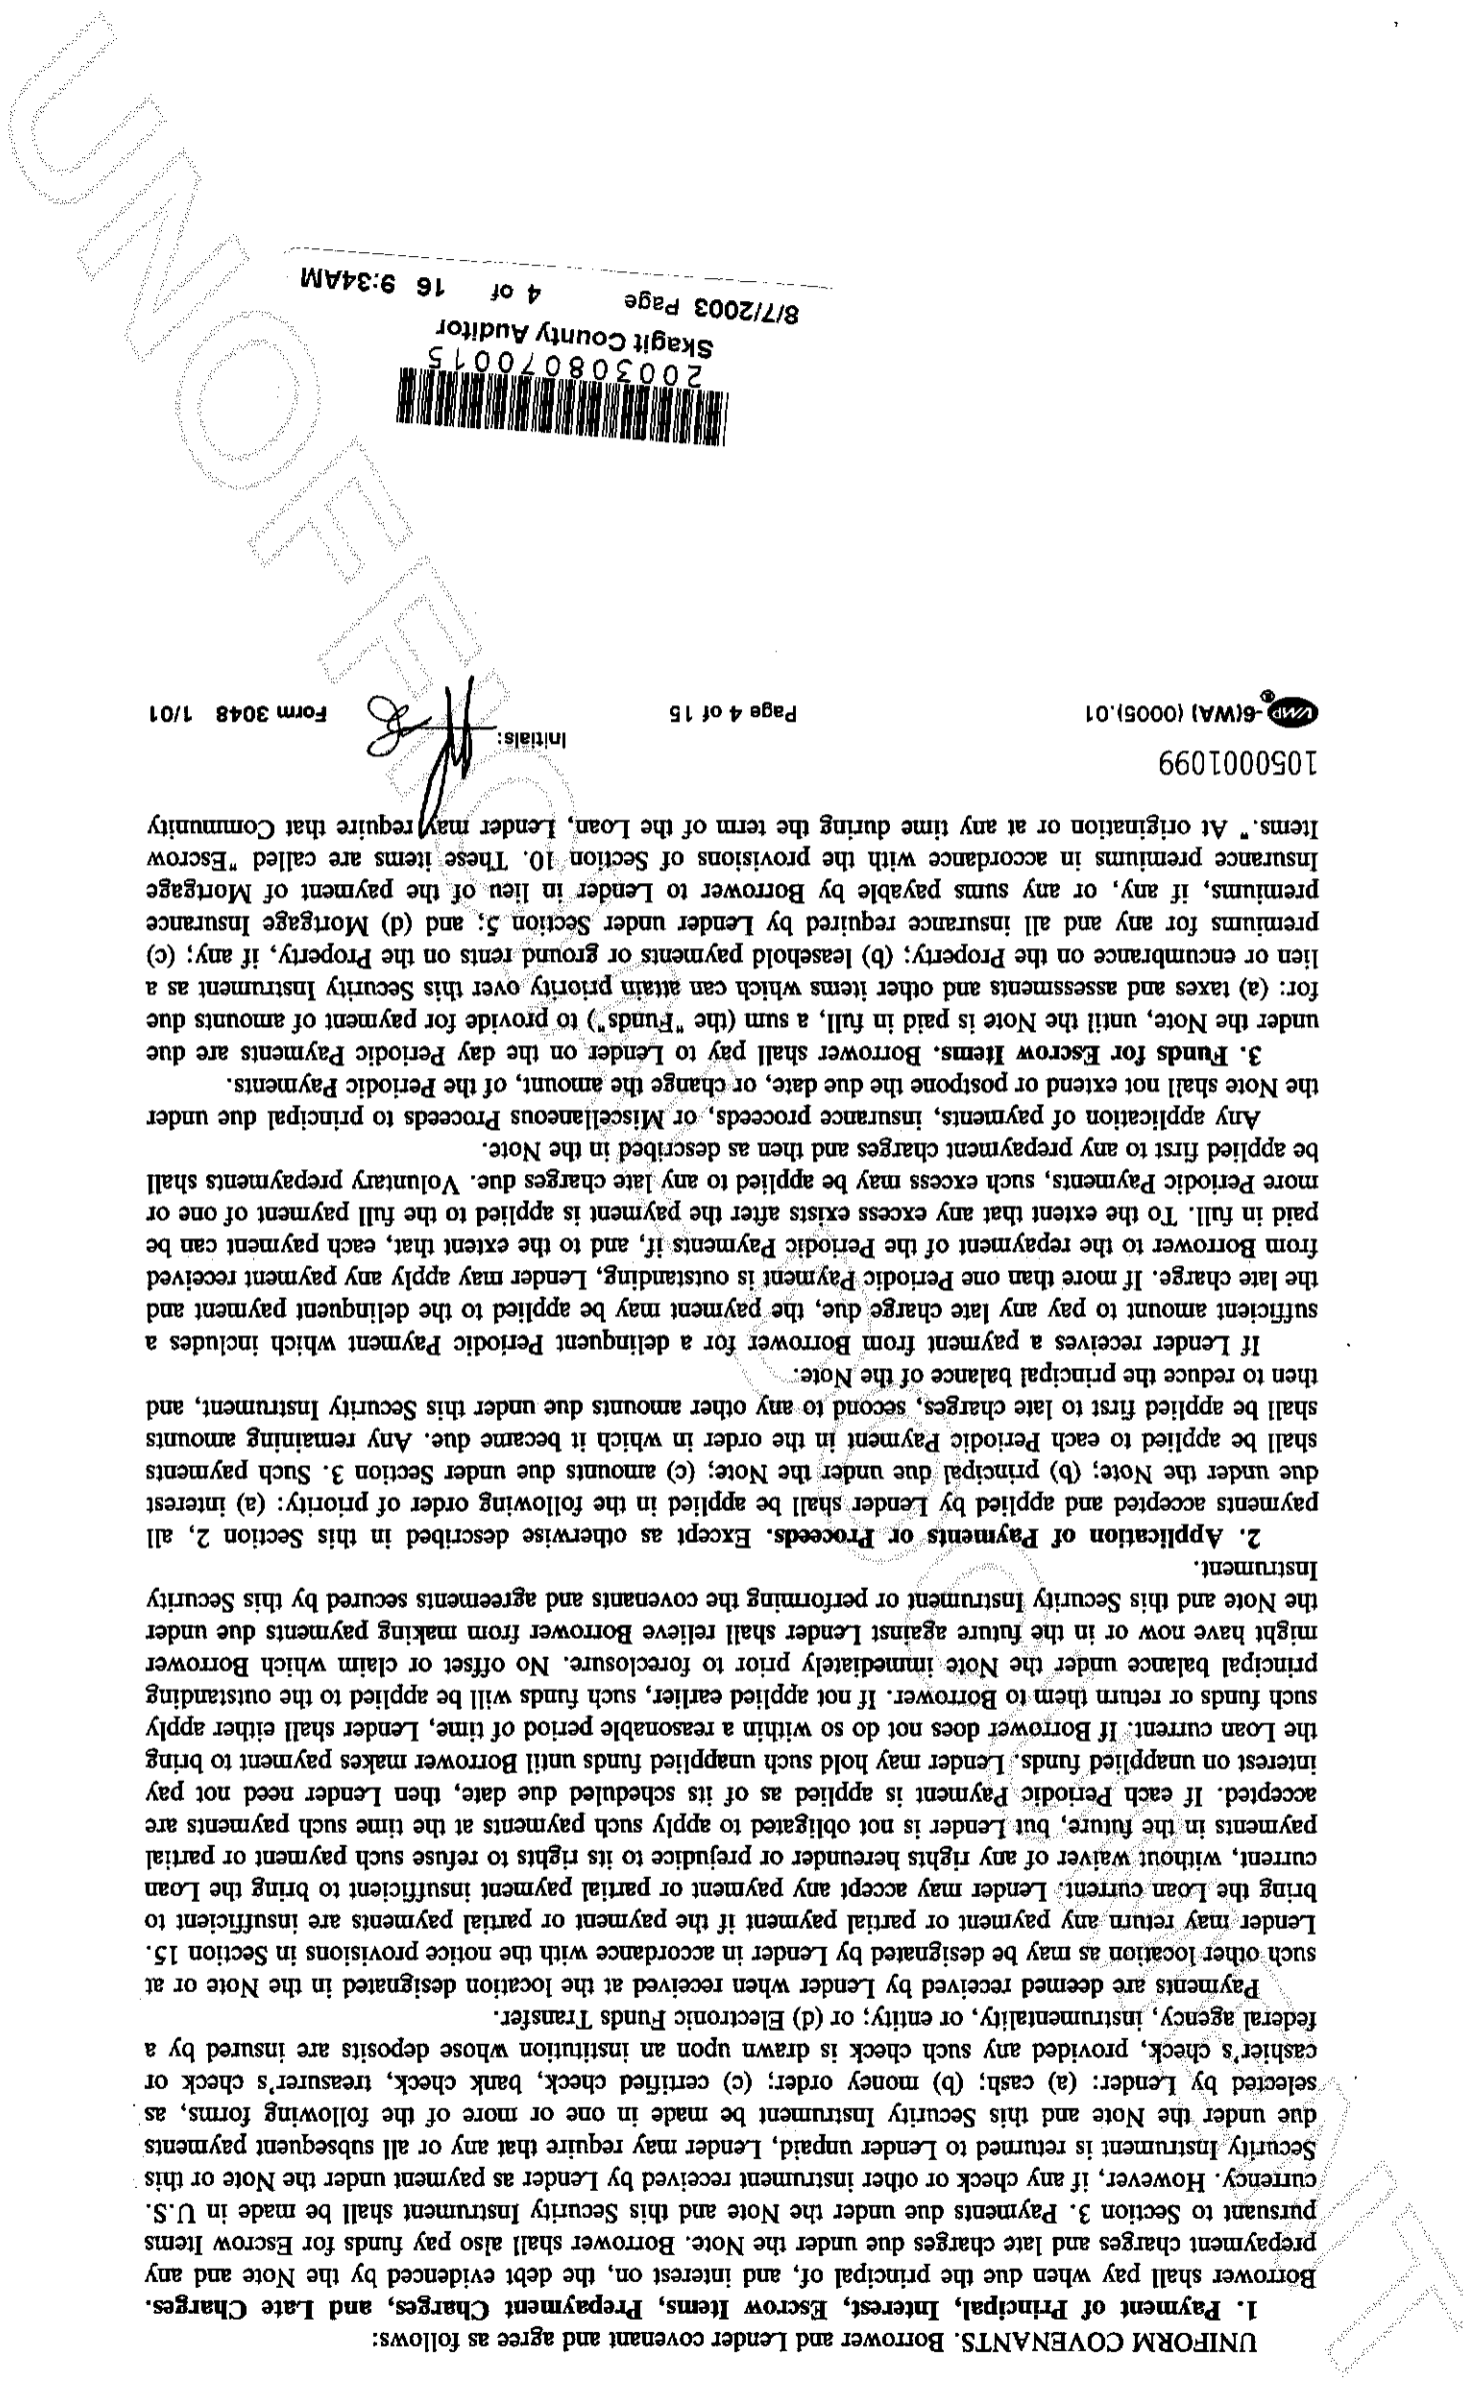 UNIFORM COVENANTS. Borrower and Lender covenant and agree as follows:
1. Payment of Principal, Interest, Escrow Items, Prepayment Charges, and Late Charges.
Borrower shall pay when due the principal of, and interest on, the debt evidenced by the Note and any
prepayment charges and late charges due under the Note. Borrower shall also pay funds for Escrow Items
pursuant to Section 3. Payments due under the Note and this Security Instrument shall be made in U.S.
currency. However, if any check or other instrument received by Lender as payment under the Note or this
Security Instrument is returned to Lender unpaid, Lender may require that any or all subsequent payments
due under the Note and this Security Instrument be made in one or more of the following forms, as
selected by Lender: (a) cash; (b) money order; (c) certified check, bank check, treasurer's check or
cashier's check, provided any such check is drawn upon an institution whose deposits are insured by a
federal agency, instrumentality, or entity; or (d) Electronic Funds Transfer.
Payments are deemed received by Lender when received at the location designated in the Note or at
such other location as may be designated by Lender in accordance with the notice provisions in Section 15.
Lender may return any payment or partial payment if the payment or partial payments are insufficient to
bring the Loan current. Lender may accept any payment or partial payment insufficient to bring the Loan
current, without waiver of any rights hereunder or prejudice to its rights to refuse such payment or partial
payments in the future, but Lender is not obligated to apply such payments at the time such payments are
accepted. If each Periodic Payment is applied as of its scheduled due date, then Lender need not pay
interest on unapplied funds. Lender may hold such unapplied funds until Borrower makes payment to bring
the Loan current. If Borrower does not do so within a reasonable period of time, Lender shall either apply
such funds or return them to Borrower. If not applied earlier, such funds will be applied to the outstanding
principal balance under the Note immediately prior to foreclosure. No offset or claim which Borrower
might have now or in the future against Lender shall relieve Borrower from making payments due under
the Note and this Security Instrument or performing the covenants and agreements secured by this Security
Instrument.
2. Application of Payments or Proceeds. Except as otherwise described in this Section 2, all
payments accepted and applied by Lender shall be applied in the following order of priority: (a) interest
due under the Note; (b) principal due under the Note; (c) amounts due under Section 3. Such payments
shall be applied to each Periodic Payment in the order in which it became due. Any remaining amounts
shall be applied first to late charges, second to any other amounts due under this Security Instrument, and
then to reduce the principal balance of the Note.
If Lender receives a payment from Borrower for a delinquent Periodic Payment which includes a
sufficient amount to pay any late charge due, the payment may be applied to the delinquent payment and
the late charge. If more than one Periodic Payment is outstanding, Lender may apply any payment received
from Borrower to the repayment of the Periodic Payments if, and to the extent that, each payment can be
paid in full. To the extent that any excess exists after the payment is applied to the full payment of one or
more Periodic Payments, such excess may be applied to any late charges due. Voluntary prepayments shall
be applied first to any prepayment charges and then as described in the Note.
Any application of payments, insurance proceeds, or Miscellaneous Proceeds to principal due under
the Note shall not extend or postpone the due date, or change the amount, of the Periodic Payments.
3. Funds for Escrow Items. Borrower shall pay to Lender on the day Periodic Payments are due
under the Note, until the Note is paid in full, a sum (the "Funds") to provide for payment of amounts due
for: (a) taxes and assessments and other items which can attain priority over this Security Instrument as a
lien or encumbrance on the Property; (b) leasehold payments or ground rents on the Property, if any; (c)
premiums for any and all insurance required by Lender under Section 5; and (d) Mortgage Insurance
premiums, if any, or any sums payable by Borrower to Lender in lieu of the payment of Mortgage
Insurance premiums in accordance with the provisions of Section 10. These items are called "Escrow
Items." At origination or at any time during the term of the Loan, Lender may require that Community
1050001099
Initials:
VMP®-6(WA) (0005).01 Page 4 of 15 Form 3048 1/01
200308070015
Skagit County Auditor
8/7/2003 Page 4 of 16 9:34AM
UNOFFICIAL DOCUMENT